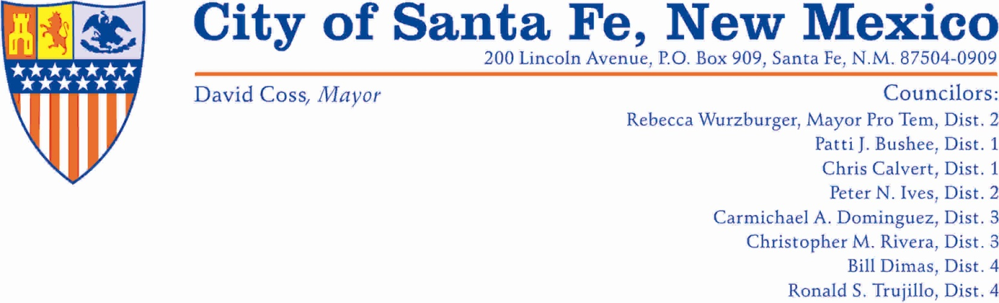 City of Santa Fe, New Mexico
200 Lincoln Avenue, P.O. Box 909, Santa Fe, N.M. 87504-0909
David Coss, Mayor
Councilors:
Rebecca Wurzburger, Mayor Pro Tem, Dist. 2
Patti J. Bushee, Dist. 1
Chris Calvert, Dist. 1
Peter N. Ives, Dist. 2
Carmichael A. Dominguez, Dist. 3
Christopher M. Rivera, Dist. 3
Bill Dimas, Dist. 4
Ronald S. Trujillo, Dist. 4